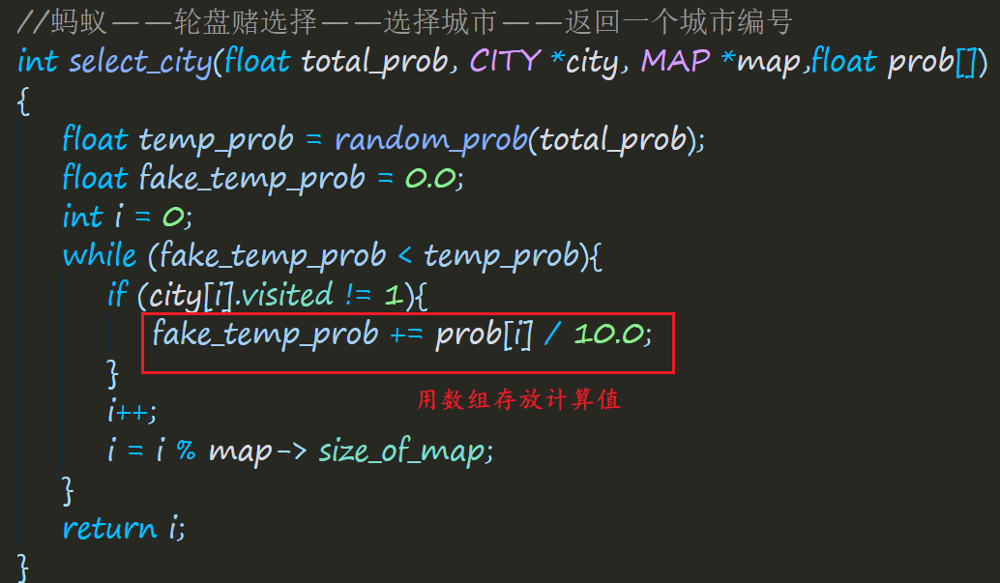 //蚂蚁——轮盘赌选择——选择城市——返回一个城市编号
int select_city(float total_prob, CITY *city, MAP *map,float prob[])
{
float temp_prob = random_prob(total_prob);
float fake_temp_prob = 0.0;
int i = 0;
while (fake_temp_prob < temp_prob){
if (city[i].visited != 1){
fake_temp_prob += prob[i] / 10.0;
}
用数组存放计算值
i++;
i = i % map-> size_of_map;
}
return i;
}